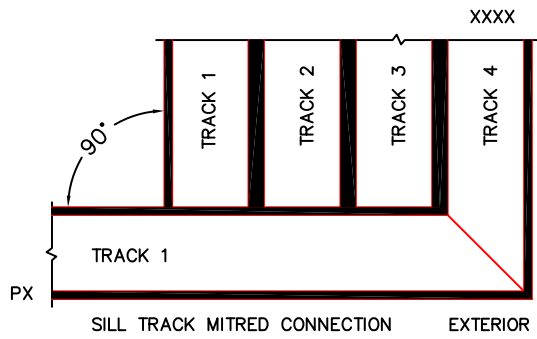 XXXX
TRACK 1
TRACK 2
TRACK 3
TRACK 4
90°
TRACK 1
PX
SILL TRACK MITRED CONNECTION
EXTERIOR